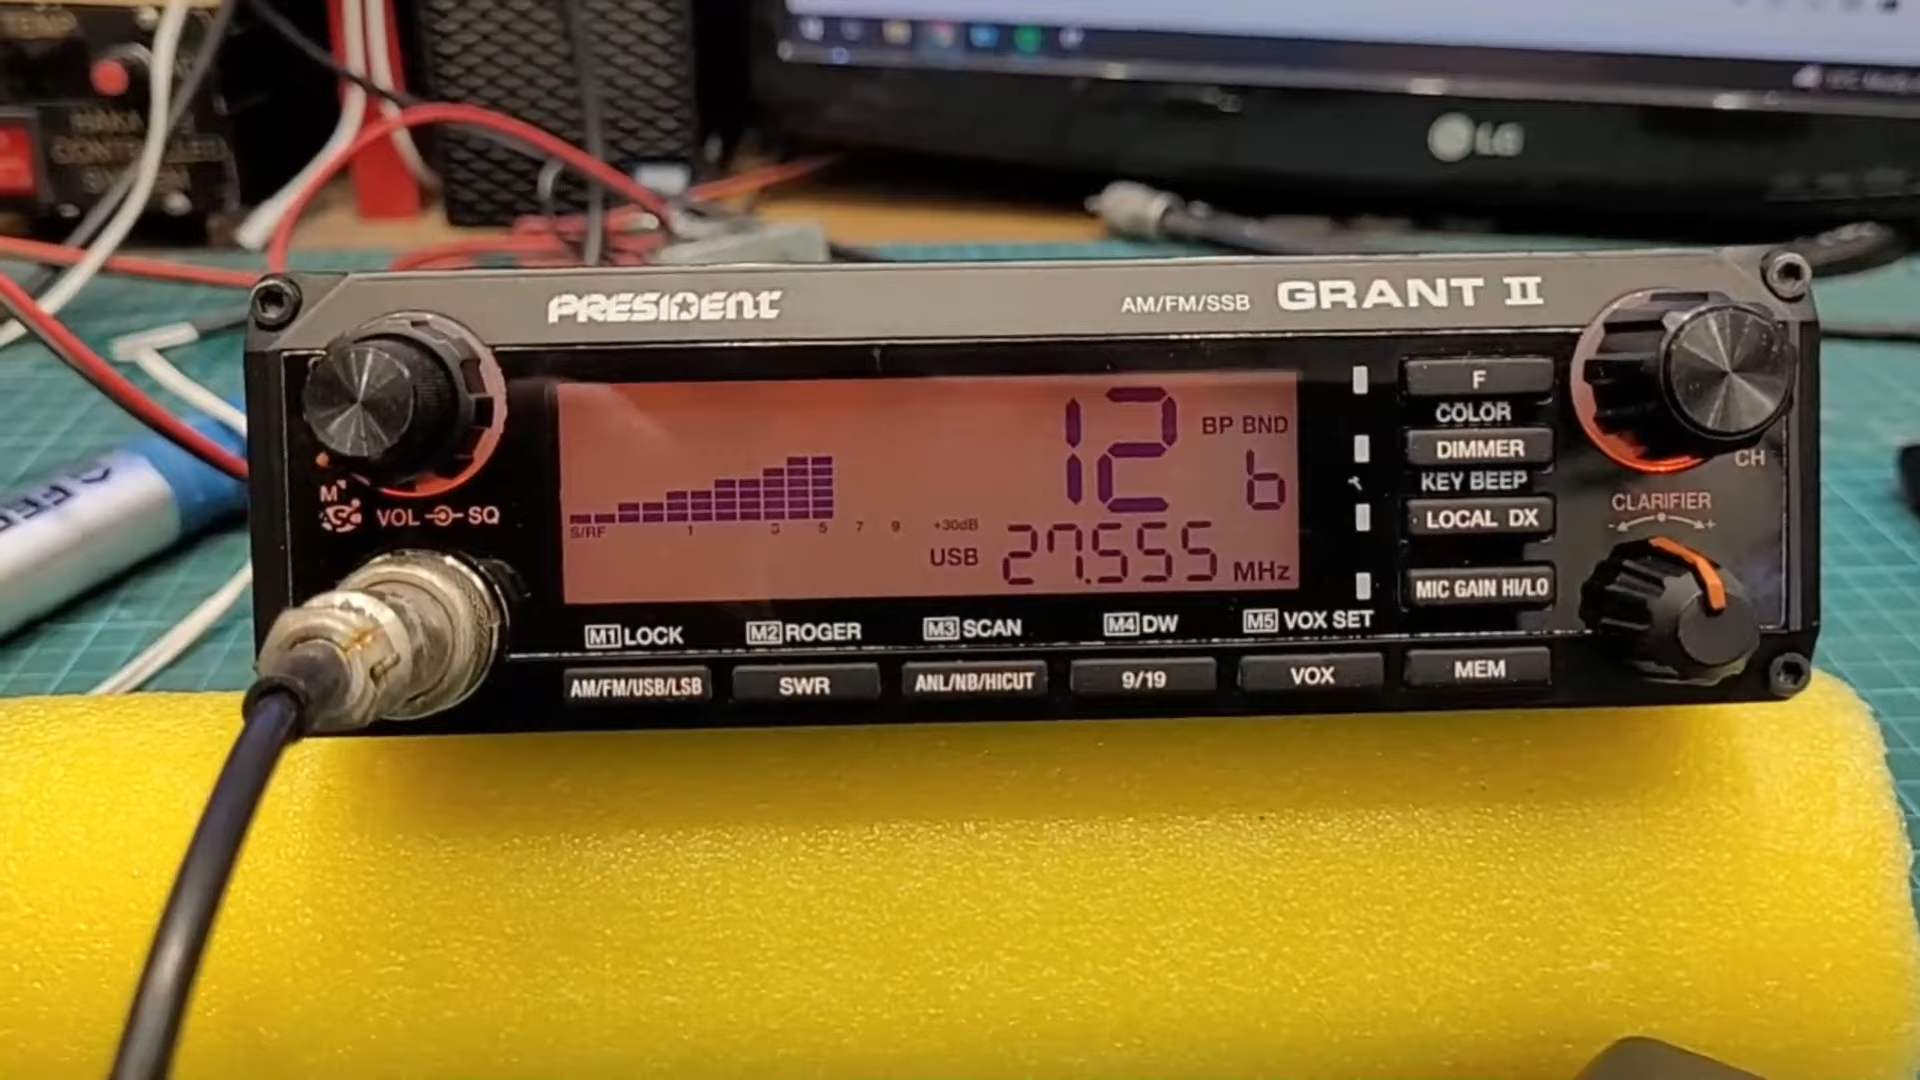 LG
PRESIDENT
AM/FM/SSB GRANT II
F
COLOR
DIMMER
KEY BEEP
LOCAL DX
MIC GAIN HI/LO
MEM
CH
CLARIFIER
- +
VOL SQ
12 BP BND
b
S/RF 1 3 5 7 9 +30dB
USB 27.555 MHz
M1 LOCK M2 ROGER M3 SCAN M4 DW M5 VOX SET
AM/FM/USB/LSB SWR ANL/NB/HICUT 9/19 VOX